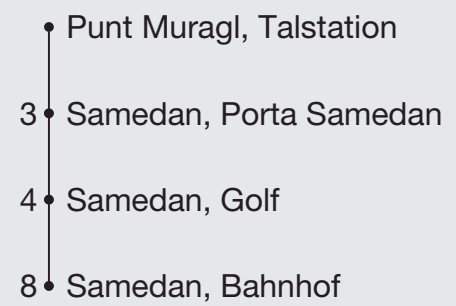 Punt Muragl, Talstation
3 Samedan, Porta Samedan
4 Samedan, Golf
8 Samedan, Bahnhof